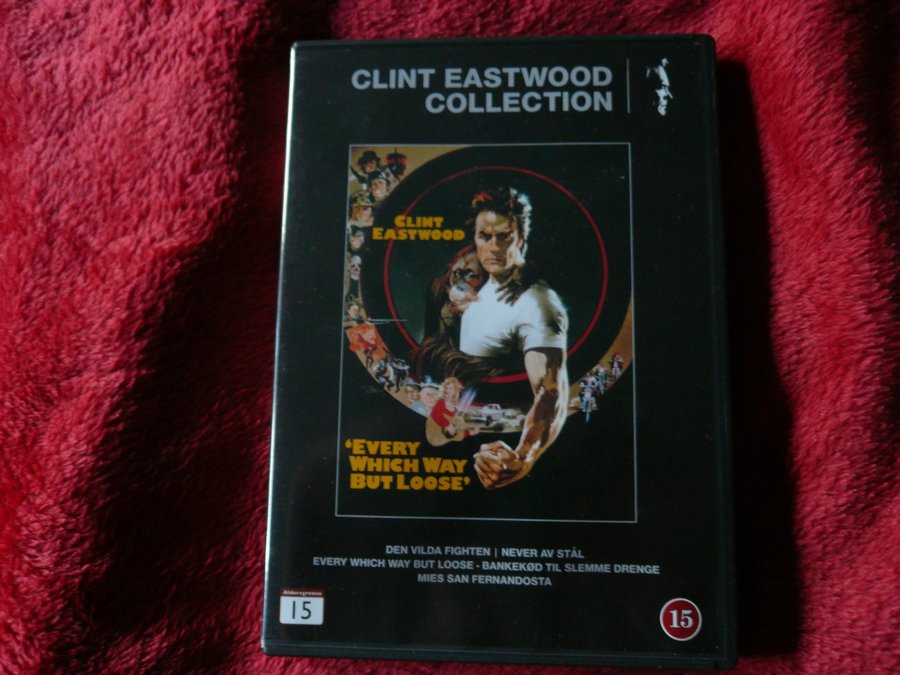 CLINT EASTWOOD
COLLECTION
CLINT
EASTWOOD
'EVERY
WHICH WAY
BUT LOOSE'
DEN VILDA FIGHTEN | NEVER AV STÅL
EVERY WHICH WAY BUT LOOSE - BANKEKØD TIL SLEMME DRENGE
MIES SAN FERNANDOSTA
Aldersgrense
15
15